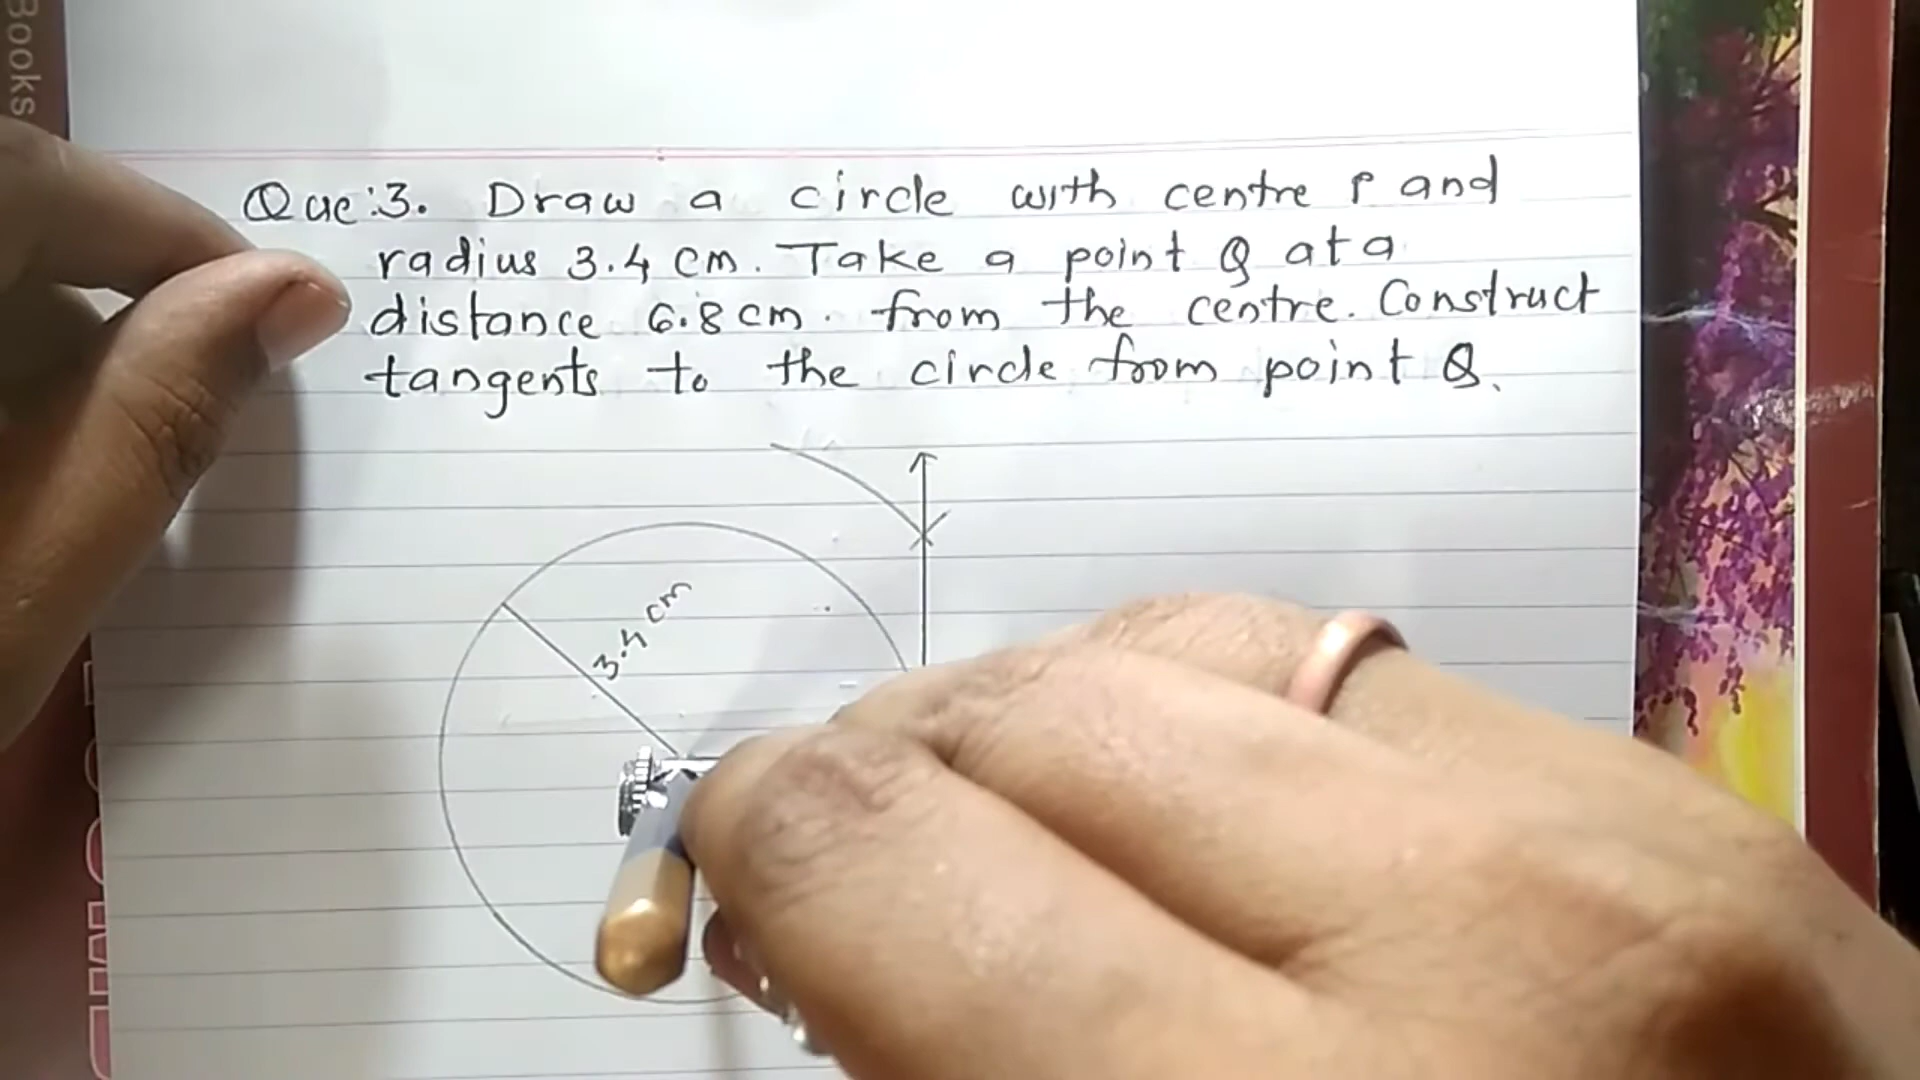 Books
Que:3. Draw a circle with centre P and
radius 3.4 cm. Take a point Q at a
distance 6.8 cm. from the centre. Construct
tangents to the circle from point Q.
3.4 cm